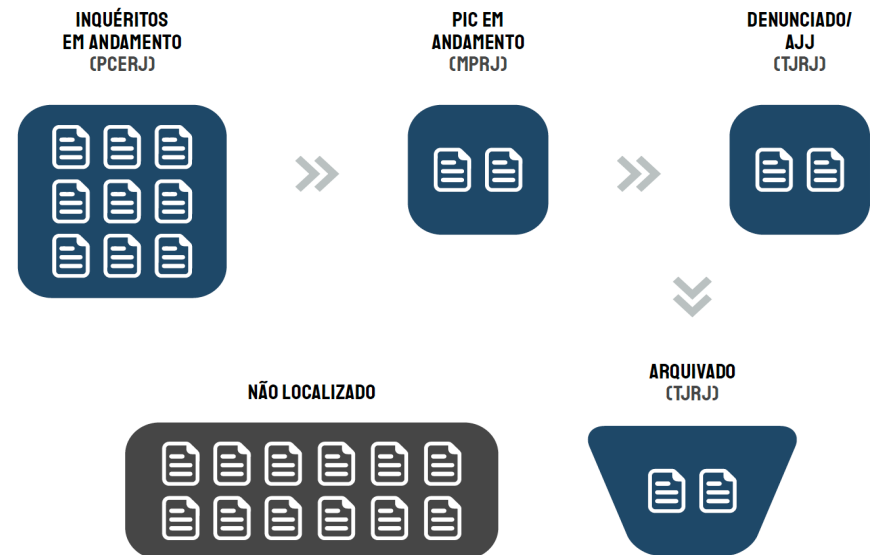 INQUÉRITOS
EM ANDAMENTO
(PCERJ)
PIC EM
ANDAMENTO
(MPRJ)
DENUNCIADO/
AJJ
(TJRJ)
NÃO LOCALIZADO
ARQUIVADO
(TJRJ)